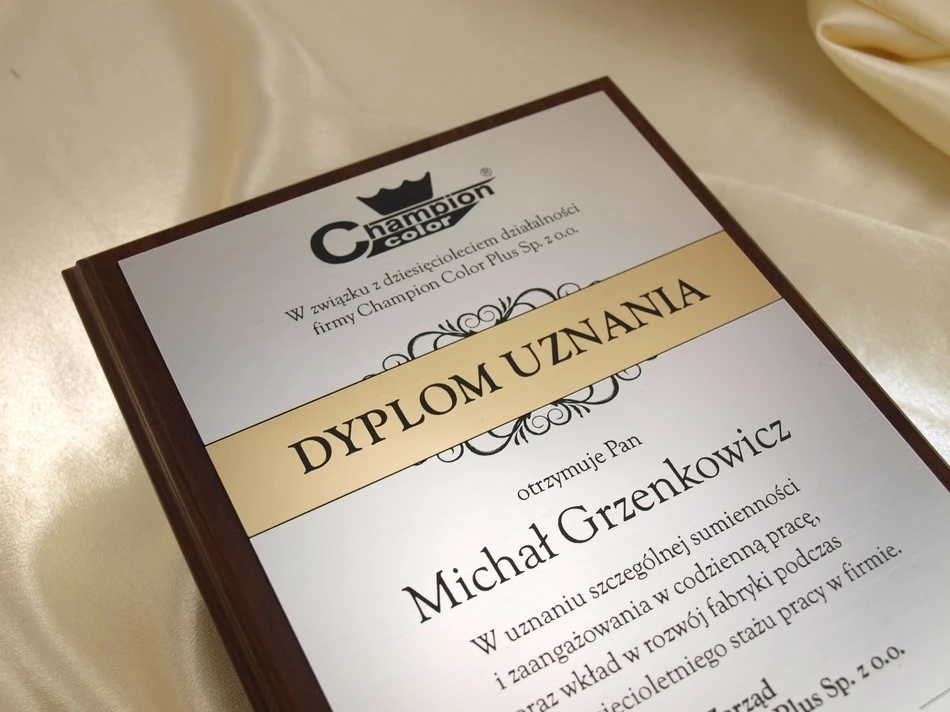 Champion®
color
W związku z dziesięcioleciem działalności
firmy Champion Color Plus Sp. z o.o.
DYPLOM UZNANIA
otrzymuje Pan
Michał Grzenkowicz
W uznaniu szczególnej sumienności
i zaangażowania w codzienną pracę,
oraz wkład w rozwój fabryki podczas
stażu pracy w firmie.
Plus Sp. z o.o.